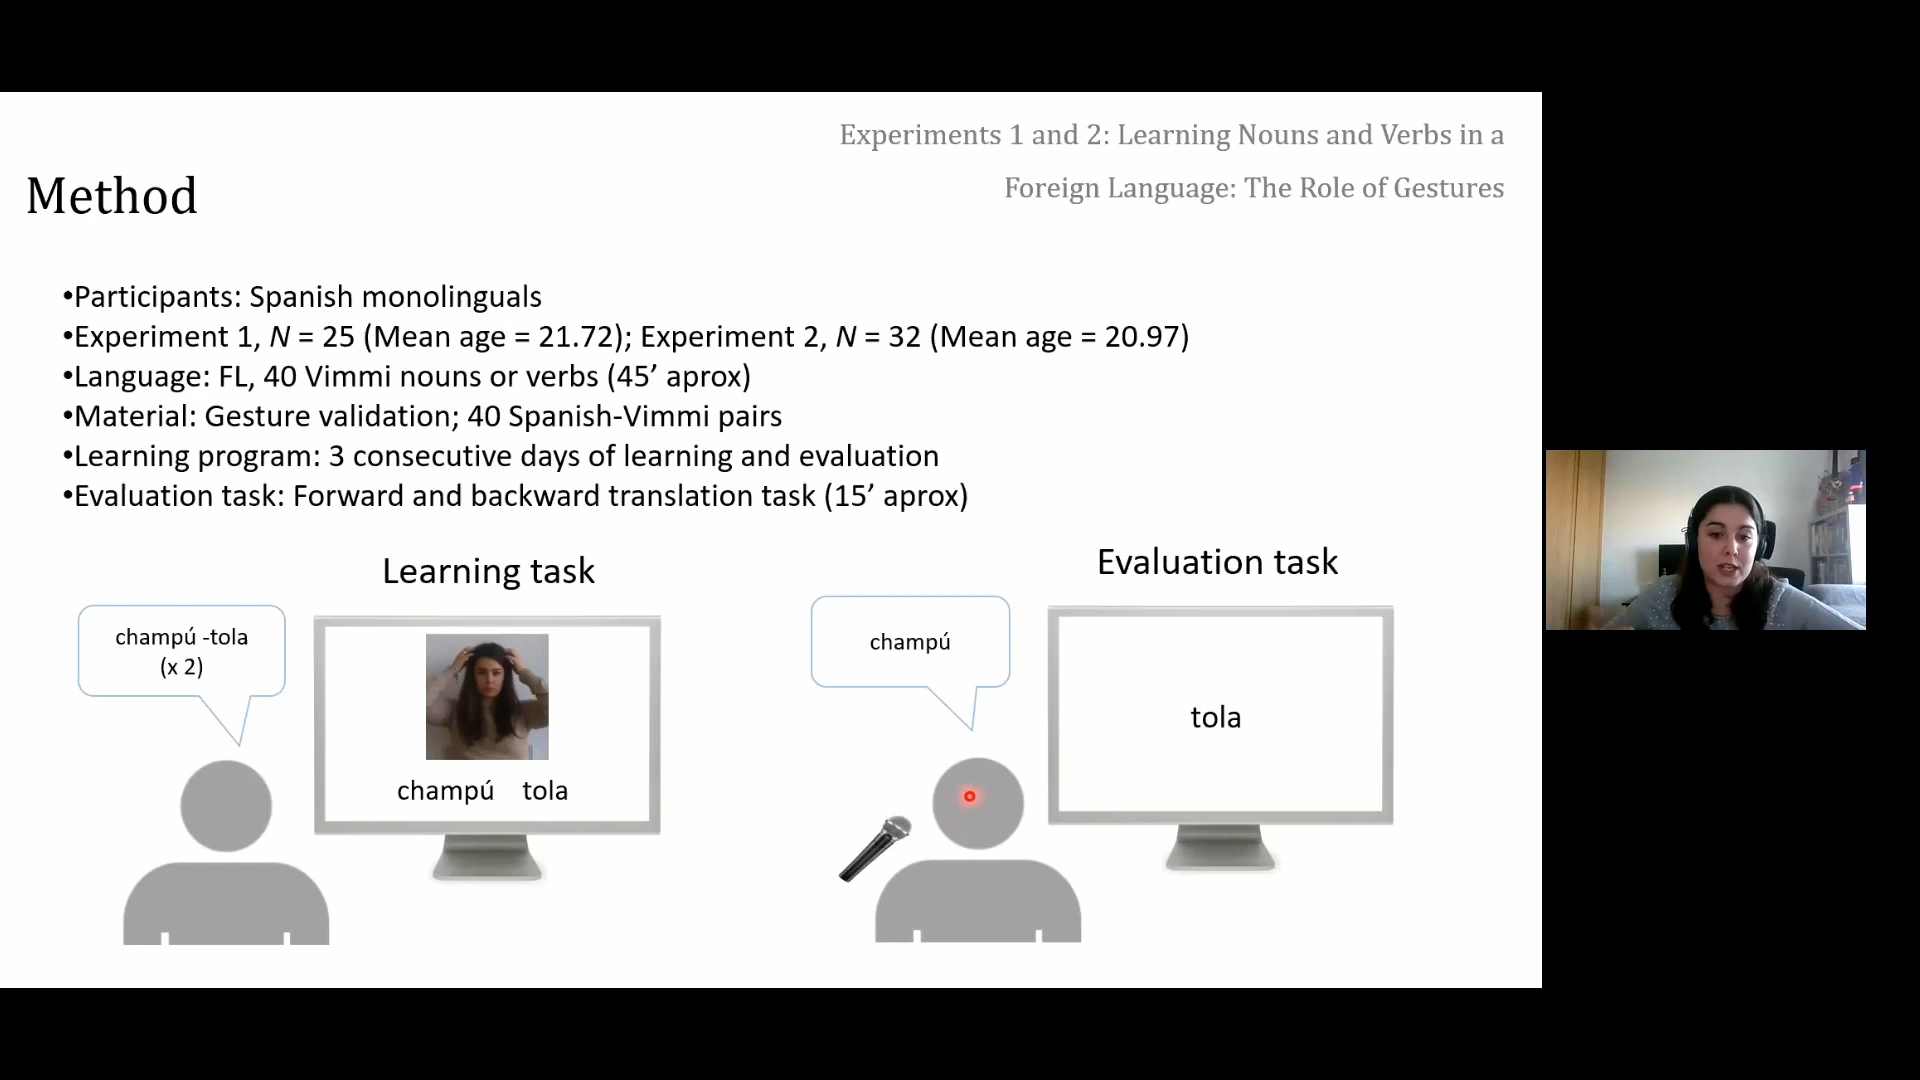 Experiments 1 and 2: Learning Nouns and Verbs in a
Foreign Language: The Role of Gestures
Method
•Participants: Spanish monolinguals
•Experiment 1, N = 25 (Mean age = 21.72); Experiment 2, N = 32 (Mean age = 20.97)
•Language: FL, 40 Vimmi nouns or verbs (45’ aprox)
•Material: Gesture validation; 40 Spanish-Vimmi pairs
•Learning program: 3 consecutive days of learning and evaluation
•Evaluation task: Forward and backward translation task (15’ aprox)
Learning task
champú -tola
(x 2)
champú tola
Evaluation task
champú
tola